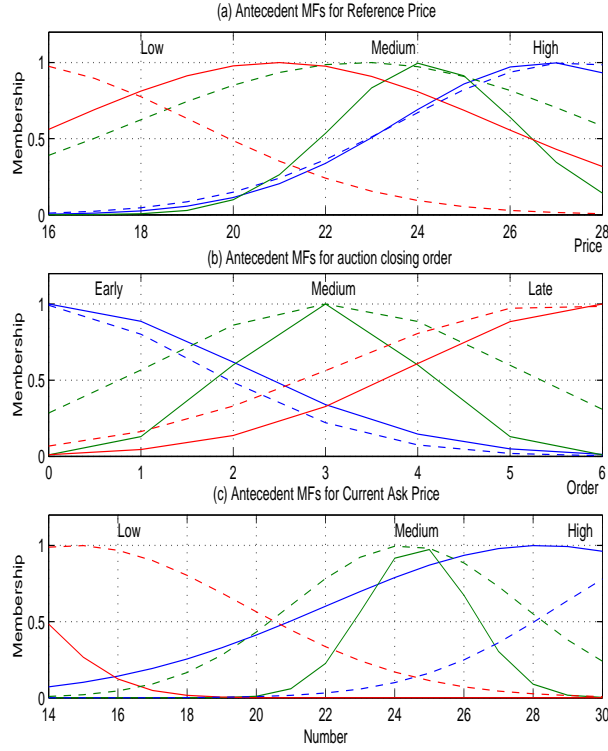 (a) Antecedent MFs for Reference Price
Low Medium High
1
0.5
0
Membership
16 18 20 22 24 26 28
Price
(b) Antecedent MFs for auction closing order
Early Medium Late
1
0.5
0
Membership
0 1 2 3 4 5 6
Order
(c) Antecedent MFs for Current Ask Price
Low Medium High
1
0.5
0
Membership
14 16 18 20 22 24 26 28 30
Number